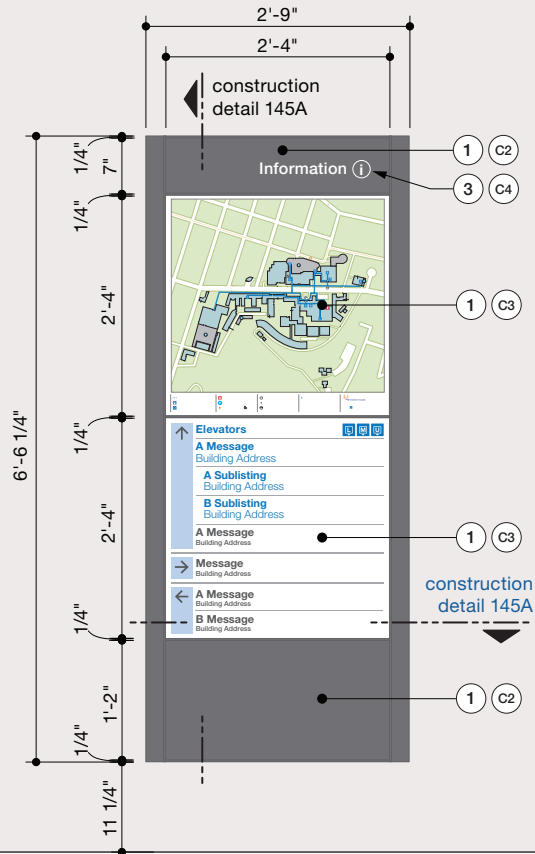 2'-9"
2'-4"
construction
detail 145A
1/4"
7"
1 C2
Information i
3 C4
1/4"
2'-4"
1 C3
6'-6 1/4"
1/4"
Elevators L M U
A Message
Building Address
A Sublisting
Building Address
B Sublisting
Building Address
2'-4"
A Message
Building Address
1 C3
Message
Building Address
construction
detail 145A
A Message
Building Address
B Message
Building Address
1/4"
1'-2"
1 C2
1/4"
11 1/4"